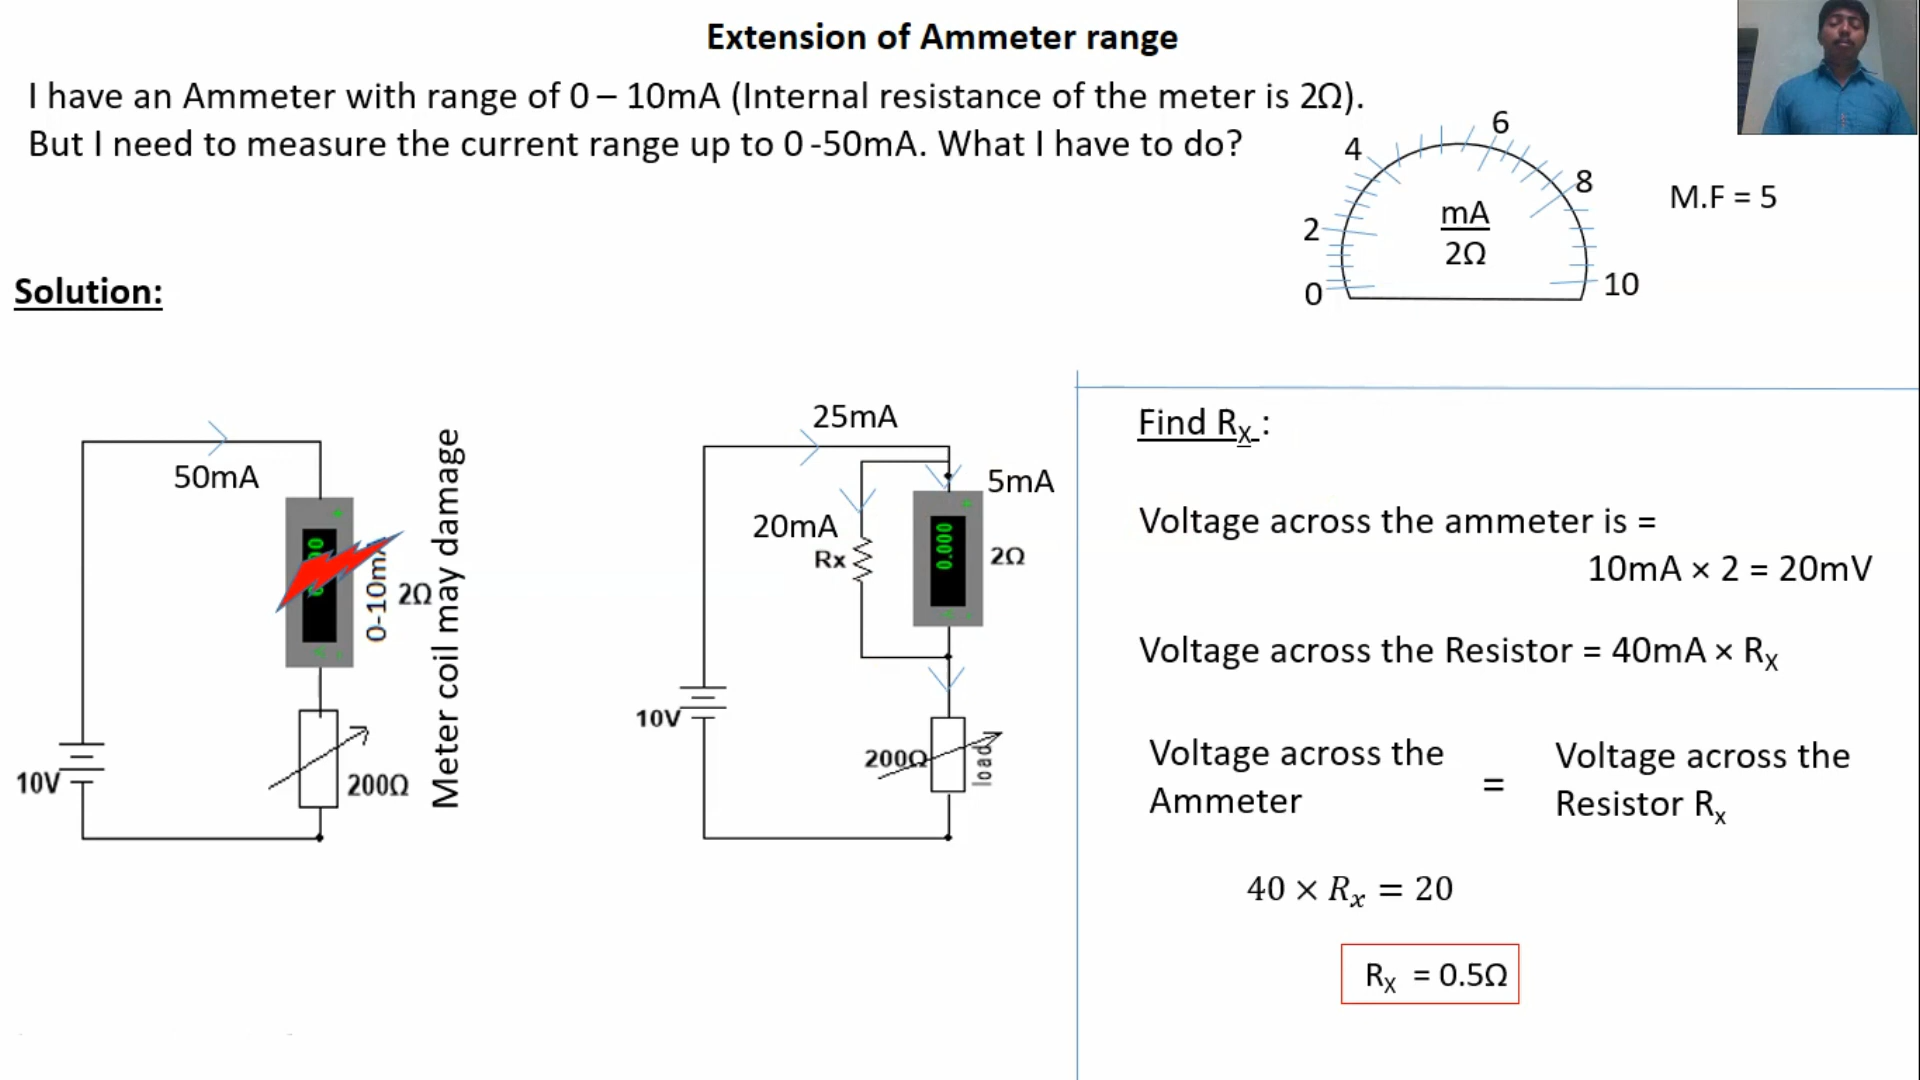 Extension of Ammeter range
I have an Ammeter with range of 0 – 10mA (Internal resistance of the meter is 2Ω).
But I need to measure the current range up to 0 -50mA. What I have to do?
0
2
4
6
8
10
mA
2Ω
M.F = 5
Solution:
50mA
0-10mA
2Ω
Meter coil may damage
10V
200Ω
25mA
5mA
20mA
Rx
0.000
2Ω
10V
200Ω
load
Find Rx :
Voltage across the ammeter is =
10mA × 2 = 20mV
Voltage across the Resistor = 40mA × Rx
Voltage across the
Ammeter
=
Voltage across the
Resistor Rx
40 × Rx = 20
Rx = 0.5Ω